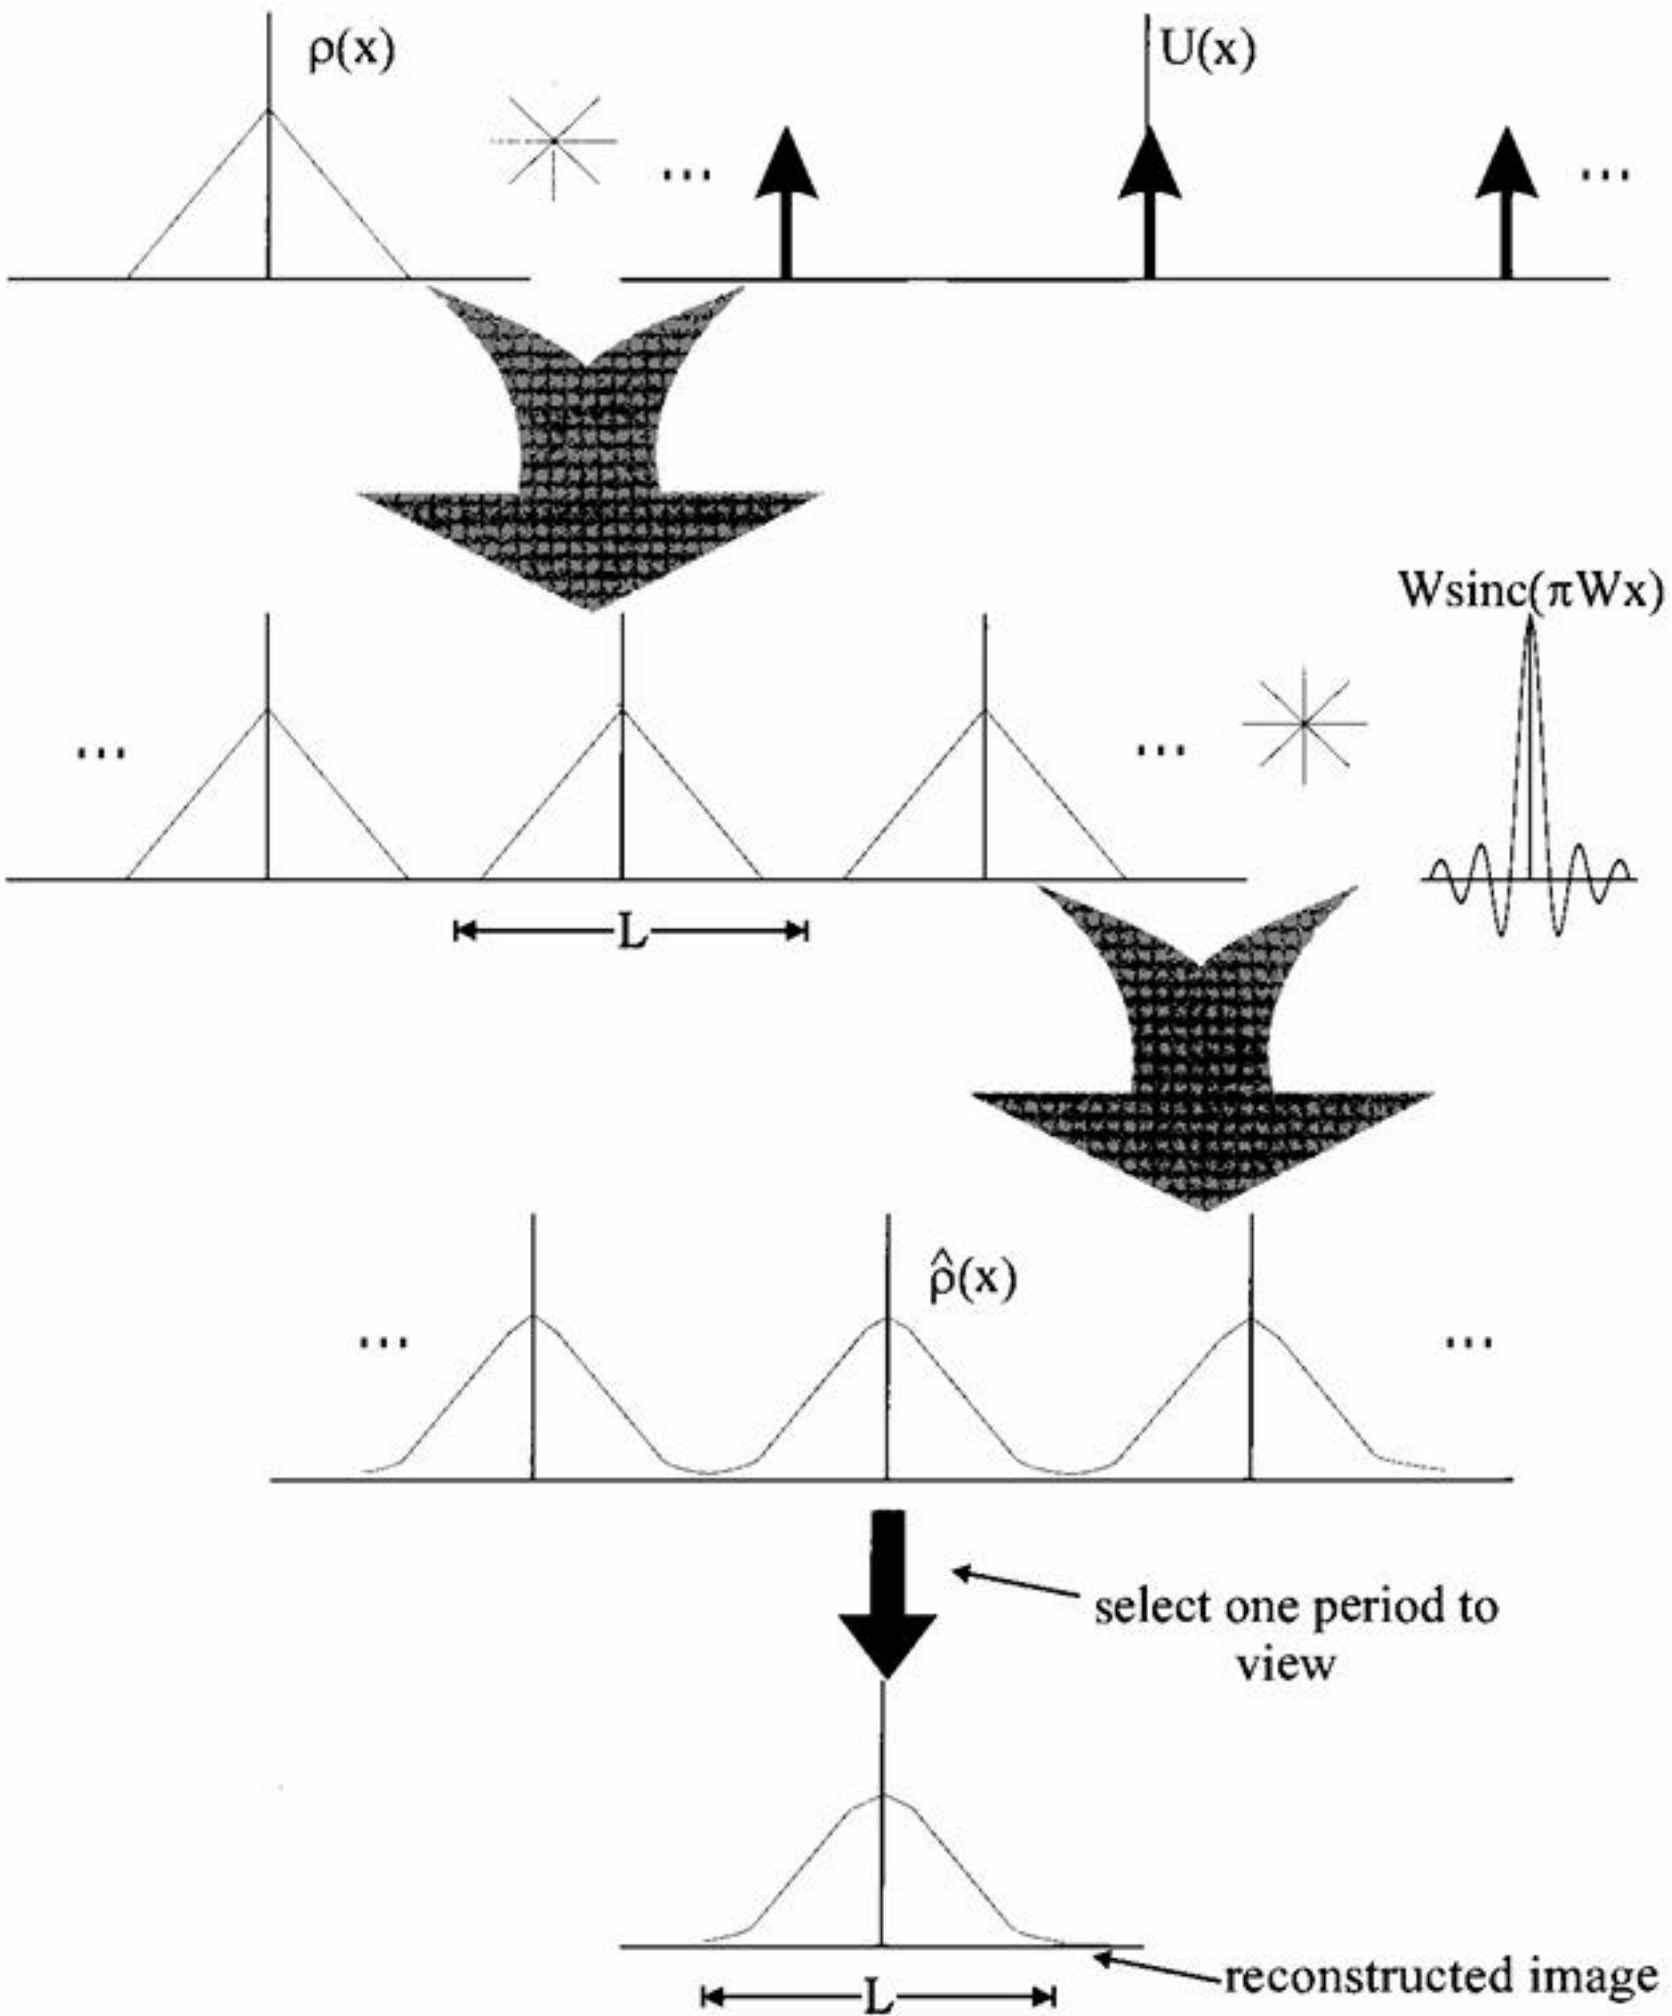 ρ(x)
U(x)
...
...
Wsinc(πWx)
...
...
L
ρ̂(x)
...
...
select one period to
view
reconstructed image
L